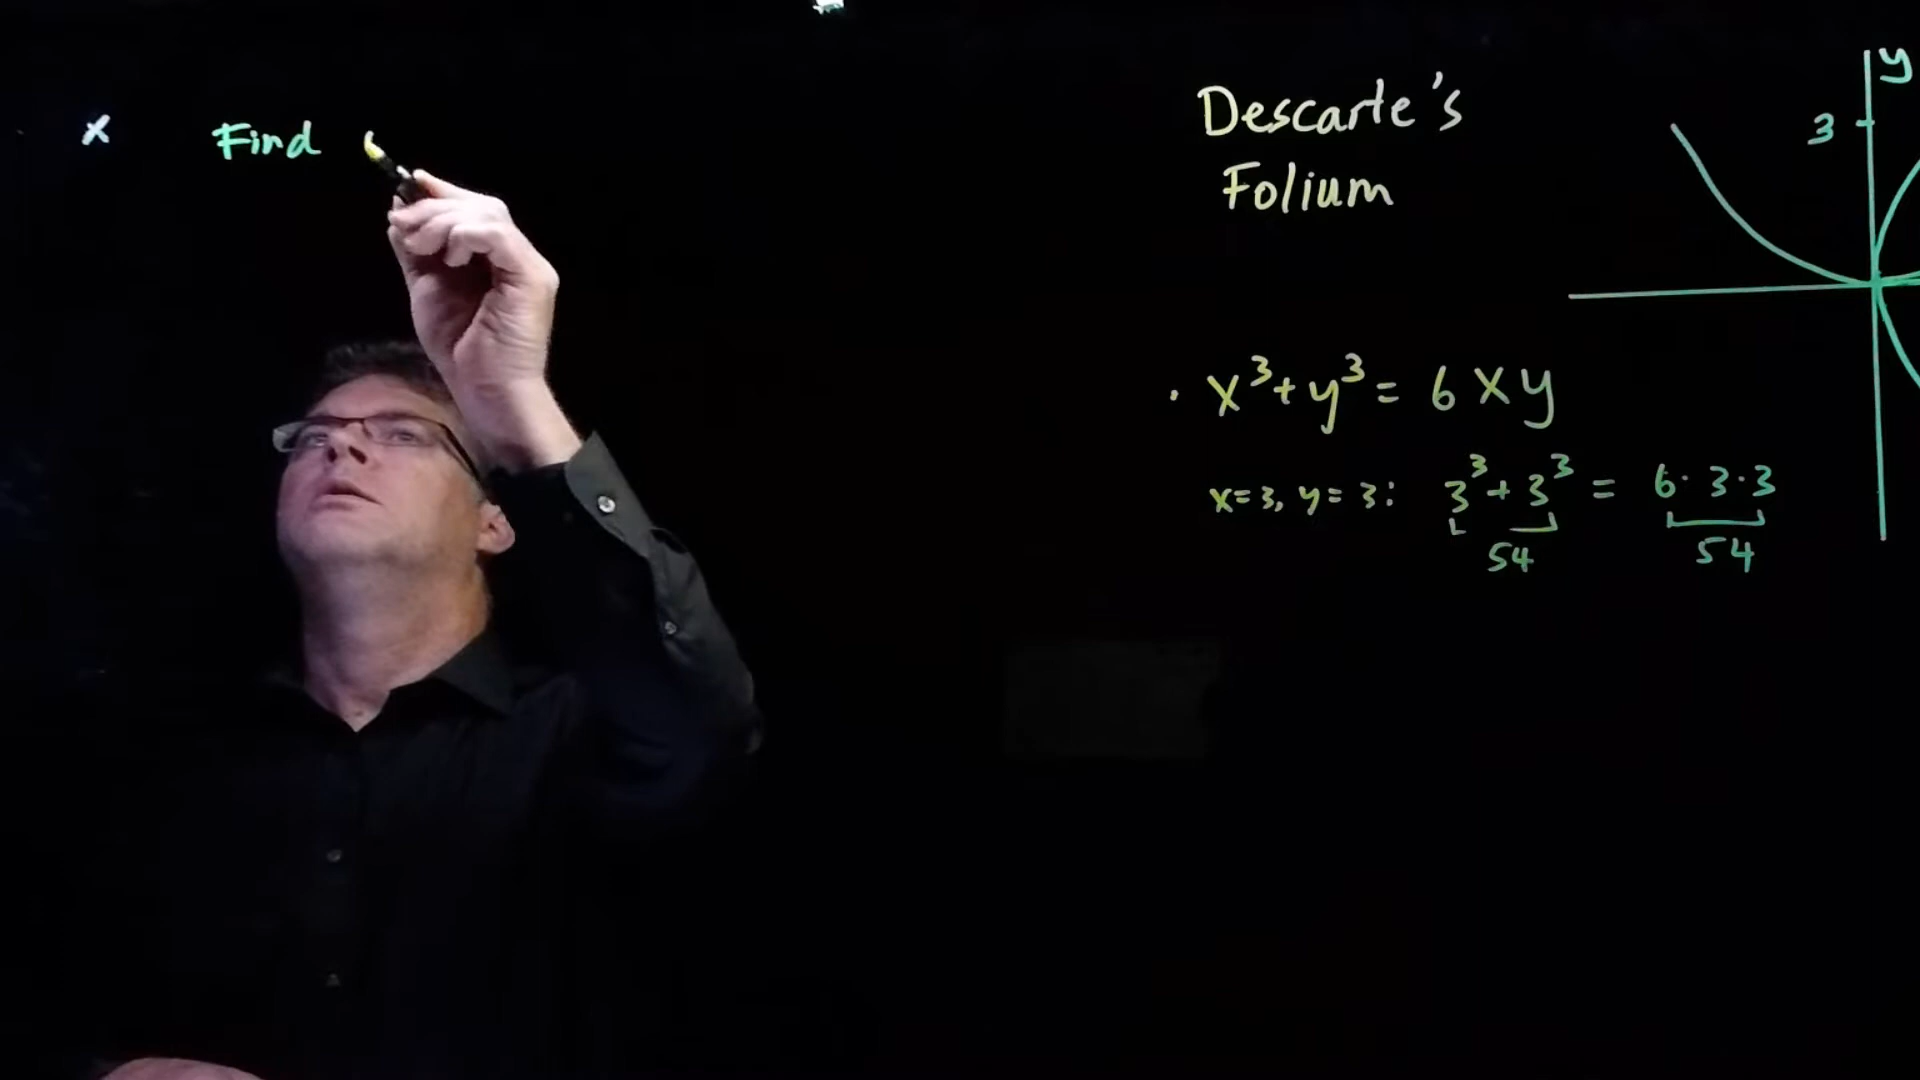 x Find
Descarte's
Folium
y
3
· x³+y³ = 6xy
x=3, y=3: 3³+3³ = 6·3·3
54 54